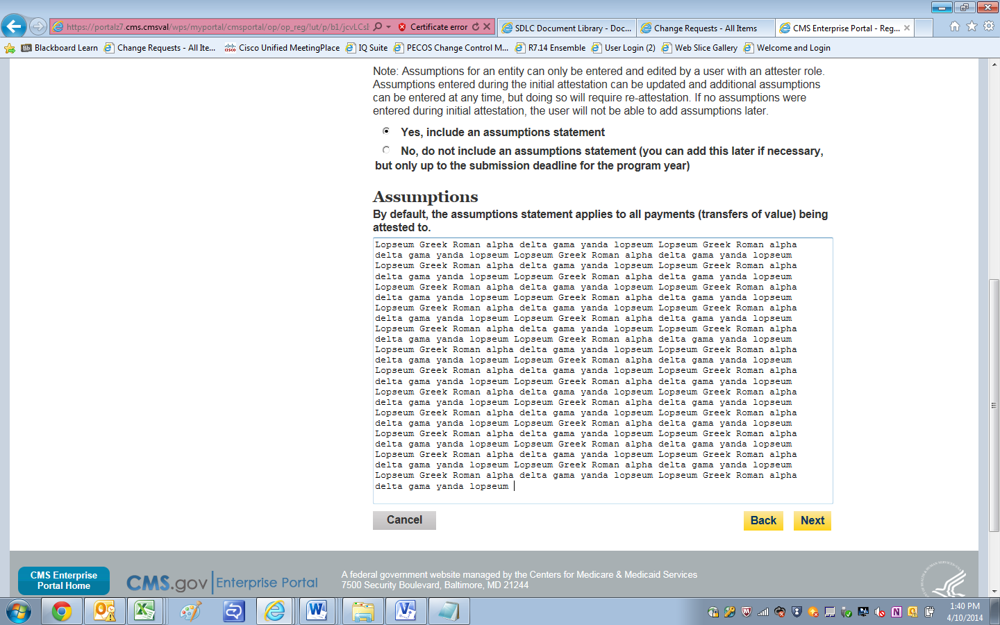 https://portalz7.cms.cmsval/wps/myportal/cmsportal/op/op_reg/!ut/p/b1/jcvLCsI
Certificate error
SDLC Document Library - Doc...
Change Requests - All Items
CMS Enterprise Portal - Reg...
Bb Blackboard Learn
Change Requests - All Ite...
cisco Cisco Unified MeetingPlace
IQ Suite
PECOS Change Control M...
R7.14 Ensemble
User Login (2)
Web Slice Gallery
Welcome and Login
Note: Assumptions for an entity can only be entered and edited by a user with an attester role.
Assumptions entered during the initial attestation can be updated and additional assumptions
can be entered at any time, but doing so will require re-attestation. If no assumptions were
entered during initial attestation, the user will not be able to add assumptions later.
Yes, include an assumptions statement
No, do not include an assumptions statement (you can add this later if necessary,
but only up to the submission deadline for the program year)
Assumptions
By default, the assumptions statement applies to all payments (transfers of value) being
attested to.
Lopseum Greek Roman alpha delta gama yanda lopseum Lopseum Greek Roman alpha
delta gama yanda lopseum Lopseum Greek Roman alpha delta gama yanda lopseum
Lopseum Greek Roman alpha delta gama yanda lopseum Lopseum Greek Roman alpha
delta gama yanda lopseum Lopseum Greek Roman alpha delta gama yanda lopseum
Lopseum Greek Roman alpha delta gama yanda lopseum Lopseum Greek Roman alpha
delta gama yanda lopseum Lopseum Greek Roman alpha delta gama yanda lopseum
Lopseum Greek Roman alpha delta gama yanda lopseum Lopseum Greek Roman alpha
delta gama yanda lopseum Lopseum Greek Roman alpha delta gama yanda lopseum
Lopseum Greek Roman alpha delta gama yanda lopseum Lopseum Greek Roman alpha
delta gama yanda lopseum Lopseum Greek Roman alpha delta gama yanda lopseum
Lopseum Greek Roman alpha delta gama yanda lopseum Lopseum Greek Roman alpha
delta gama yanda lopseum Lopseum Greek Roman alpha delta gama yanda lopseum
Lopseum Greek Roman alpha delta gama yanda lopseum Lopseum Greek Roman alpha
delta gama yanda lopseum Lopseum Greek Roman alpha delta gama yanda lopseum
Lopseum Greek Roman alpha delta gama yanda lopseum Lopseum Greek Roman alpha
delta gama yanda lopseum Lopseum Greek Roman alpha delta gama yanda lopseum
Lopseum Greek Roman alpha delta gama yanda lopseum Lopseum Greek Roman alpha
delta gama yanda lopseum Lopseum Greek Roman alpha delta gama yanda lopseum
Lopseum Greek Roman alpha delta gama yanda lopseum Lopseum Greek Roman alpha
delta gama yanda lopseum Lopseum Greek Roman alpha delta gama yanda lopseum
Lopseum Greek Roman alpha delta gama yanda lopseum Lopseum Greek Roman alpha
delta gama yanda lopseum Lopseum Greek Roman alpha delta gama yanda lopseum
Lopseum Greek Roman alpha delta gama yanda lopseum Lopseum Greek Roman alpha
delta gama yanda lopseum
Cancel
Back
Next
CMS Enterprise
Portal Home
CMS.gov Enterprise Portal
A federal government website managed by the Centers for Medicare & Medicaid Services
7500 Security Boulevard, Baltimore, MD 21244
1:40 PM
4/10/2014